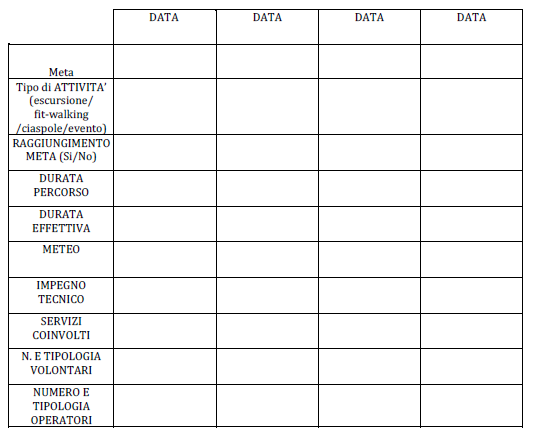 DATA DATA DATA DATA
Meta
Tipo di ATTIVITA’
(escursione/
fit-walking
/ciaspole/evento)
RAGGIUNGIMENTO
META (Si/No)
DURATA
PERCORSO
DURATA
EFFETTIVA
METEO
IMPEGNO
TECNICO
SERVIZI
COINVOLTI
N. E TIPOLOGIA
VOLONTARI
NUMERO E
TIPOLOGIA
OPERATORI